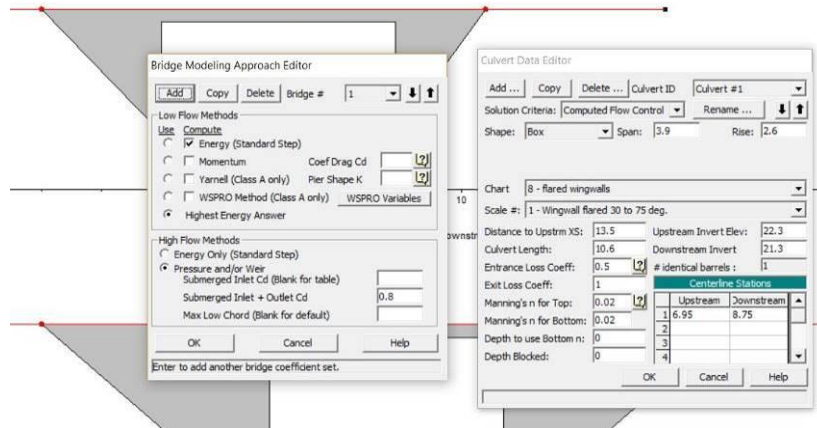 Bridge Modeling Approach Editor
Add Copy Delete Bridge # 1
Low Flow Methods
Use Compute
Energy (Standard Step)
Momentum Coef Drag Cd
Yarnell (Class A only) Pier Shape K
WSPRO Method (Class A only) WSPRO Variables
Highest Energy Answer
High Flow Methods
Energy Only (Standard Step)
Pressure and/or Weir
Submerged Inlet Cd (Blank for table)
Submerged Inlet + Outlet Cd 0.8
Max Low Chord (Blank for default)
OK Cancel Help
Enter to add another bridge coefficient set.
10
ownstr
Culvert Data Editor
Add ... Copy Delete ... Culvert ID Culvert #1
Solution Criteria: Computed Flow Control Rename ...
Shape: Box Span: 3.9 Rise: 2.6
Chart 8 - flared wingwalls
Scale #: 1 - Wingwall flared 30 to 75 deg.
Distance to Upstrm XS: 13.5 Upstream Invert Elev: 22.3
Culvert Length: 10.6 Downstream Invert 21.3
Entrance Loss Coeff: 0.5 # identical barrels : 1
Exit Loss Coeff: 1 Centerline Stations
Manning's n for Top: 0.02 Upstream Downstream
Manning's n for Bottom: 0.02 1 6.95 8.75
2
Depth to use Bottom n: 0 3
Depth Blocked: 0 4
OK Cancel Help